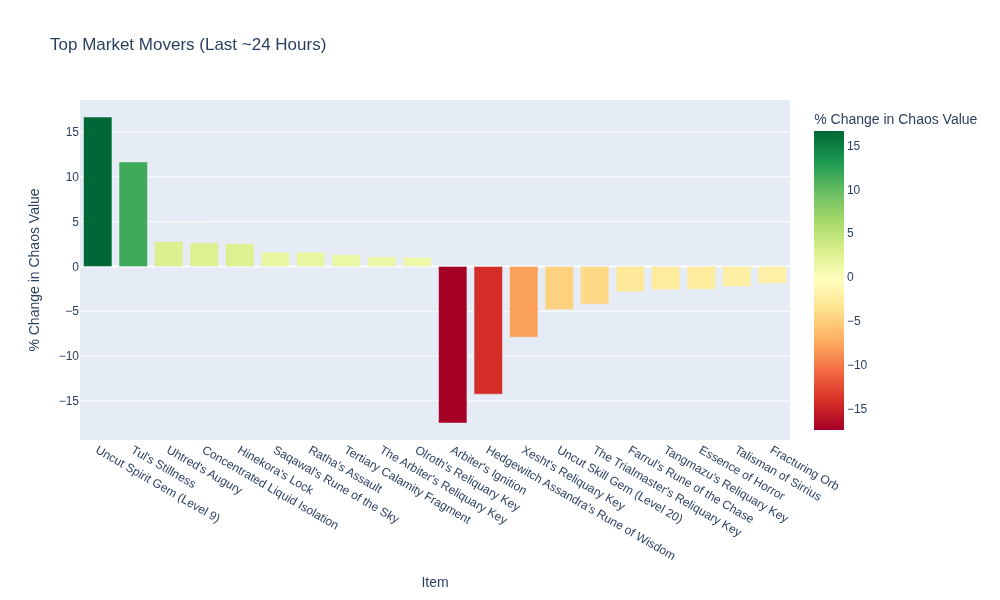 Top Market Movers (Last ~24 Hours)
% Change in Chaos Value
15
10
5
0
−5
−10
−15
Uncut Spirit Gem (Level 9)
Tul's Stillness
Uhtred's Augury
Concentrated Liquid Isolation
Hinekora's Lock
Saqawal's Rune of the Sky
Ratha's Assault
Tertiary Calamity Fragment
The Arbiter's Reliquary Key
Olroth's Reliquary Key
Arbiter's Ignition
Hedgewitch Assandra's Rune of Wisdom
Xesht's Reliquary Key
Uncut Skill Gem (Level 20)
The Trialmaster's Reliquary Key
Farrul's Rune of the Chase
Tangmazu's Reliquary Key
Essence of Horror
Talisman of Sirrius
Fracturing Orb
Item
% Change in Chaos Value
15
10
5
0
−5
−10
−15